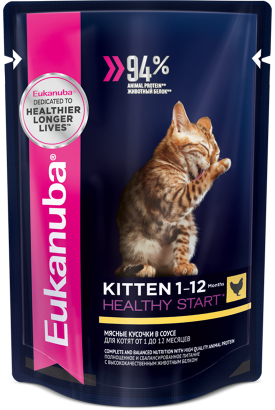 94%
ANIMAL PROTEIN**
ЖИВОТНЫЙ БЕЛОК**
Eukanuba
DEDICATED TO
HEALTHIER
LONGER
LIVES™
Eukanuba™
KITTEN 1-12 Months
HEALTHY START*
МЯСНЫЕ КУСОЧКИ В СОУСЕ
ДЛЯ КОТЯТ ОТ 1 ДО 12 МЕСЯЦЕВ
COMPLETE AND BALANCED NUTRITION WITH HIGH QUALITY ANIMAL PROTEIN
ПОЛНОЦЕННОЕ И СБАЛАНСИРОВАННОЕ ПИТАНИЕ
С ВЫСОКОКАЧЕСТВЕННЫМ ЖИВОТНЫМ БЕЛКОМ